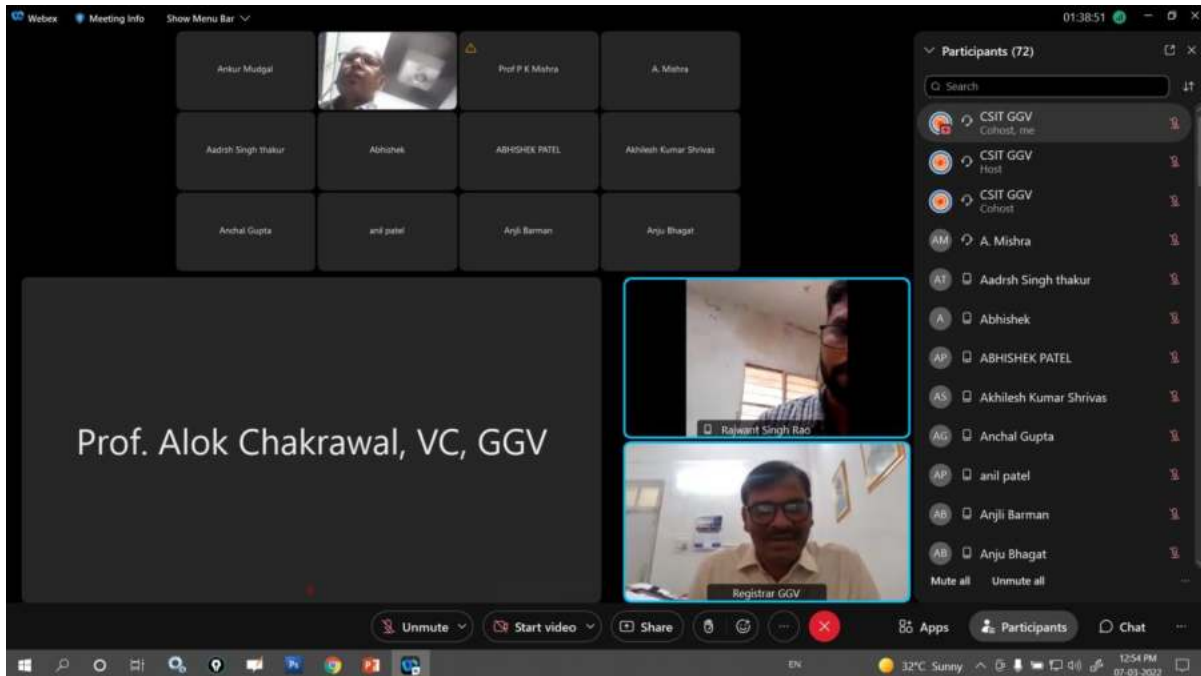 Webex Meeting Info Show Menu Bar 01:38:51
Ankur Mudgal
Prof P K Mishra
A. Mishra
Aadrsh Singh thakur
Abhishek
ABHISHEK PATEL
Akhilesh Kumar Shrivas
Anchal Gupta
anil patel
Anjli Barman
Anju Bhagat
Prof. Alok Chakrawal, VC, GGV
Rajwant Singh Rao
Registrar GGV
Participants (72)
Search
CSIT GGV
Cohost, me
CSIT GGV
Host
CSIT GGV
Cohost
AM A. Mishra
AT Aadrsh Singh thakur
A Abhishek
AP ABHISHEK PATEL
AS Akhilesh Kumar Shrivas
AG Anchal Gupta
AP anil patel
AB Anjli Barman
AB Anju Bhagat
Mute all Unmute all
Unmute Start video Share Apps Participants Chat
Ps EN 32°C Sunny 12:54 PM
07-03-2022